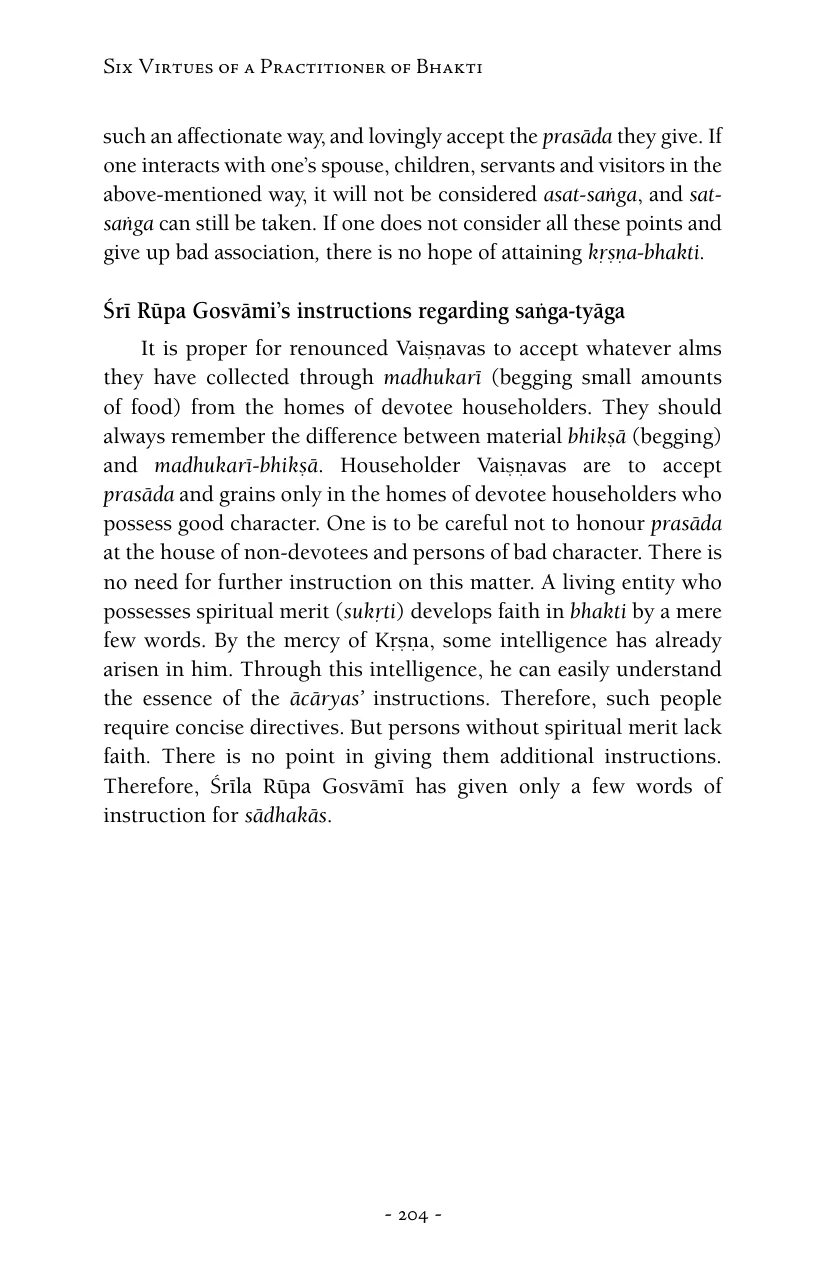 Six Virtues of a Practitioner of Bhakti
such an affectionate way, and lovingly accept the prasāda they give. If
one interacts with one’s spouse, children, servants and visitors in the
above-mentioned way, it will not be considered asat-saṅga, and sat-
saṅga can still be taken. If one does not consider all these points and
give up bad association, there is no hope of attaining kṛṣṇa-bhakti.
Śrī Rūpa Gosvāmi’s instructions regarding saṅga-tyāga
It is proper for renounced Vaiṣṇavas to accept whatever alms
they have collected through madhukarī (begging small amounts
of food) from the homes of devotee householders. They should
always remember the difference between material bhikṣā (begging)
and madhukarī-bhikṣā. Householder Vaiṣṇavas are to accept
prasāda and grains only in the homes of devotee householders who
possess good character. One is to be careful not to honour prasāda
at the house of non-devotees and persons of bad character. There is
no need for further instruction on this matter. A living entity who
possesses spiritual merit (sukṛti) develops faith in bhakti by a mere
few words. By the mercy of Kṛṣṇa, some intelligence has already
arisen in him. Through this intelligence, he can easily understand
the essence of the ācāryas’ instructions. Therefore, such people
require concise directives. But persons without spiritual merit lack
faith. There is no point in giving them additional instructions.
Therefore, Śrīla Rūpa Gosvāmī has given only a few words of
instruction for sādhakās.
- 204 -